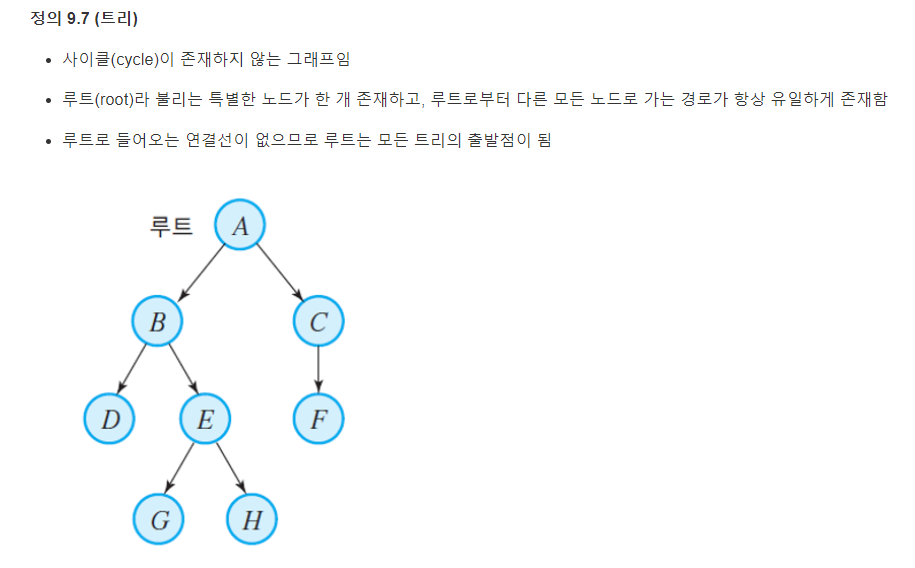 정의 9.7 (트리)
사이클(cycle)이 존재하지 않는 그래프임
루트(root)라 불리는 특별한 노드가 한 개 존재하고, 루트로부터 다른 모든 노드로 가는 경로가 항상 유일하게 존재함
루트로 들어오는 연결선이 없으므로 루트는 모든 트리의 출발점이 됨
루트 A
B C
D E F
G H